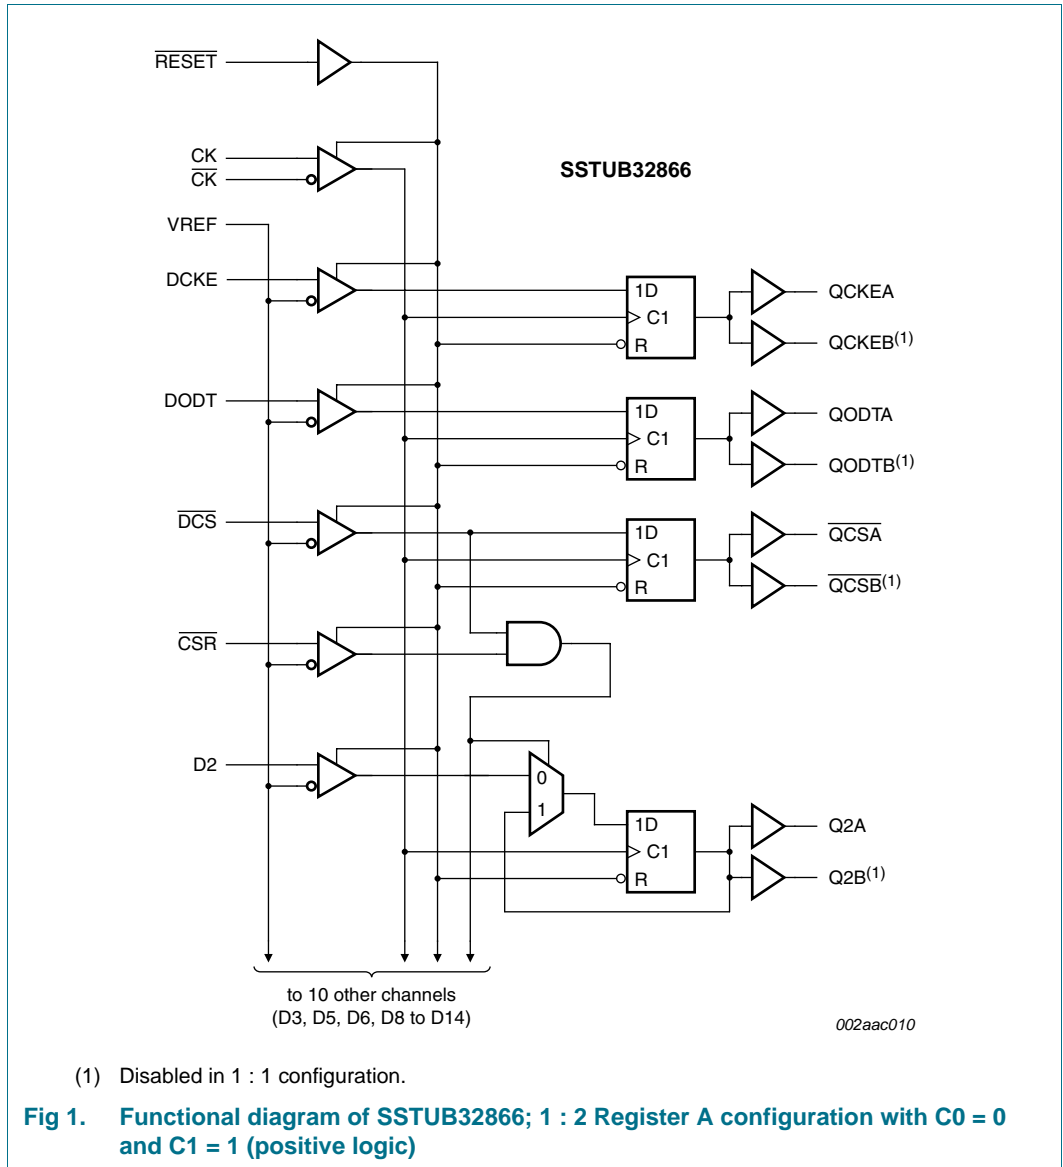 RESET
CK
CK
SSTUB32866
VREF
DCKE
1D
C1
R
QCKEA
QCKEB(1)
DODT
1D
C1
R
QODTA
QODTB(1)
DCS
1D
C1
R
QCSA
QCSB(1)
CSR
D2
0
1
1D
C1
R
Q2A
Q2B(1)
to 10 other channels
(D3, D5, D6, D8 to D14)
002aac010
(1) Disabled in 1 : 1 configuration.
Fig 1. Functional diagram of SSTUB32866; 1 : 2 Register A configuration with C0 = 0
and C1 = 1 (positive logic)